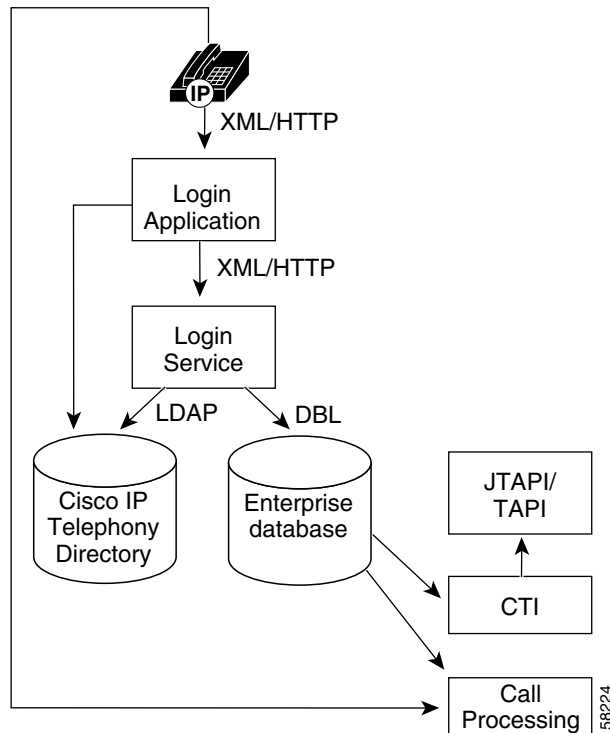 IP
XML/HTTP
Login
Application
XML/HTTP
Login
Service
LDAP
DBL
Cisco IP
Telephony
Directory
Enterprise
database
JTAPI/
TAPI
CTI
Call
Processing
58224